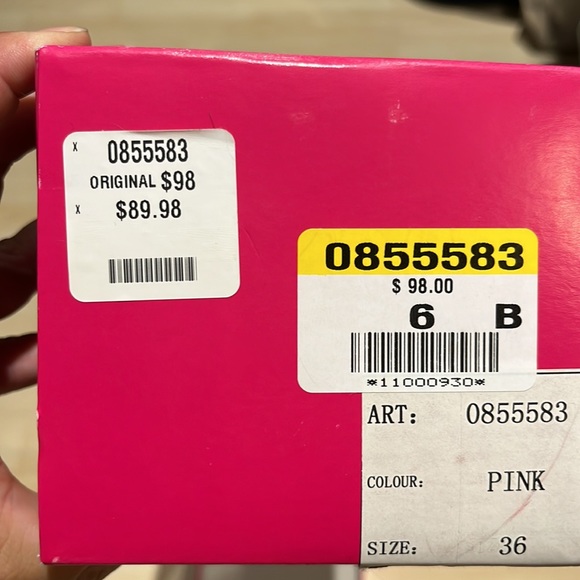 x 0855583
ORIGINAL $98
x $89.98
0855583
$ 98.00
6 B
*11000930*
ART: 0855583
COLOUR: PINK
SIZE: 36